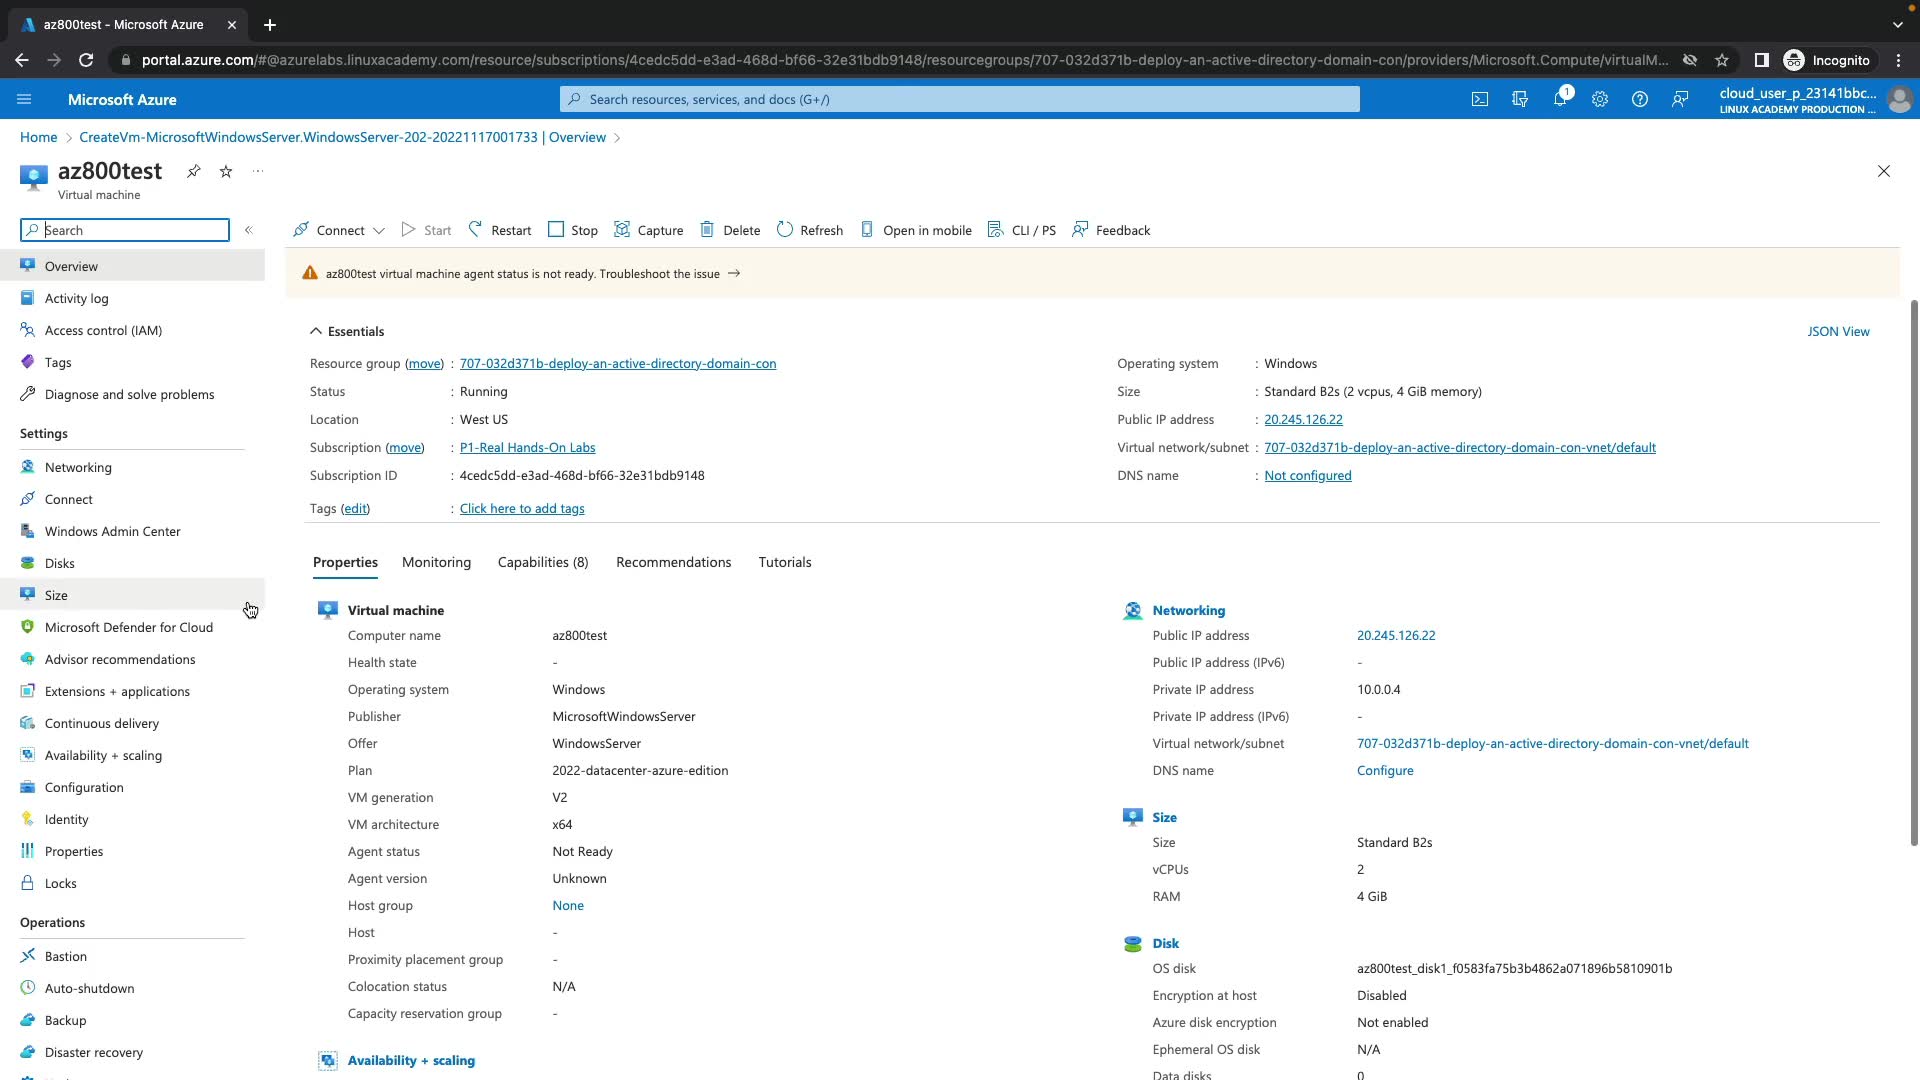 az800test - Microsoft Azure
portal.azure.com/#@azurelabs.linuxacademy.com/resource/subscriptions/4cedc5dd-e3ad-468d-bf66-32e31bdb9148/resourcegroups/707-032d371b-deploy-an-active-directory-domain-con/providers/Microsoft.Compute/virtualM...
Incognito
Microsoft Azure
Search resources, services, and docs (G+/)
1
cloud_user_p_23141bbc...
LINUX ACADEMY PRODUCTION ...
Home > CreateVm-MicrosoftWindowsServer.WindowsServer-202-20221117001733 | Overview >
az800test
Virtual machine
Search
Connect
Start
Restart
Stop
Capture
Delete
Refresh
Open in mobile
CLI / PS
Feedback
az800test virtual machine agent status is not ready. Troubleshoot the issue →
Overview
Activity log
Access control (IAM)
Tags
Diagnose and solve problems
Settings
Networking
Connect
Windows Admin Center
Disks
Size
Microsoft Defender for Cloud
Advisor recommendations
Extensions + applications
Continuous delivery
Availability + scaling
Configuration
Identity
Properties
Locks
Operations
Bastion
Auto-shutdown
Backup
Disaster recovery
Essentials
JSON View
Resource group (move) : 707-032d371b-deploy-an-active-directory-domain-con
Status : Running
Location : West US
Subscription (move) : P1-Real Hands-On Labs
Subscription ID : 4cedc5dd-e3ad-468d-bf66-32e31bdb9148
Tags (edit) : Click here to add tags
Operating system : Windows
Size : Standard B2s (2 vcpus, 4 GiB memory)
Public IP address : 20.245.126.22
Virtual network/subnet : 707-032d371b-deploy-an-active-directory-domain-con-vnet/default
DNS name : Not configured
Properties
Monitoring
Capabilities (8)
Recommendations
Tutorials
Virtual machine
Computer name az800test
Health state -
Operating system Windows
Publisher MicrosoftWindowsServer
Offer WindowsServer
Plan 2022-datacenter-azure-edition
VM generation V2
VM architecture x64
Agent status Not Ready
Agent version Unknown
Host group None
Host -
Proximity placement group -
Colocation status N/A
Capacity reservation group -
Availability + scaling
Networking
Public IP address 20.245.126.22
Public IP address (IPv6) -
Private IP address 10.0.0.4
Private IP address (IPv6) -
Virtual network/subnet 707-032d371b-deploy-an-active-directory-domain-con-vnet/default
DNS name Configure
Size
Size Standard B2s
vCPUs 2
RAM 4 GiB
Disk
OS disk az800test_disk1_f0583fa75b3b4862a071896b5810901b
Encryption at host Disabled
Azure disk encryption Not enabled
Ephemeral OS disk N/A
Data disks 0